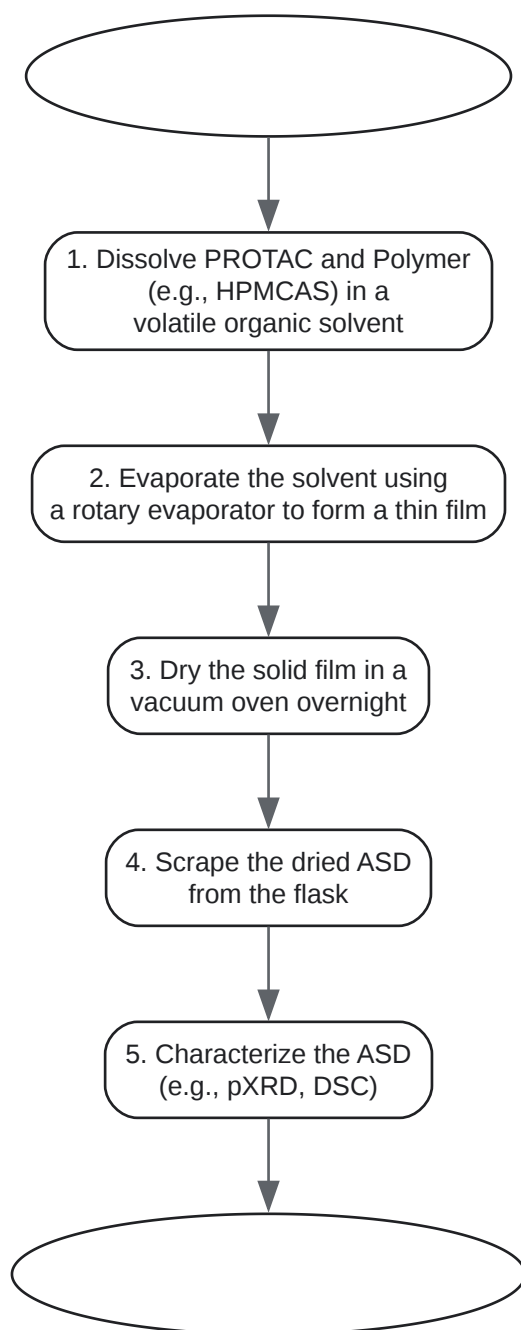 1. Dissolve PROTAC and Polymer
(e.g., HPMCAS) in a
volatile organic solvent
2. Evaporate the solvent using
a rotary evaporator to form a thin film
3. Dry the solid film in a
vacuum oven overnight
4. Scrape the dried ASD
from the flask
5. Characterize the ASD
(e.g., pXRD, DSC)